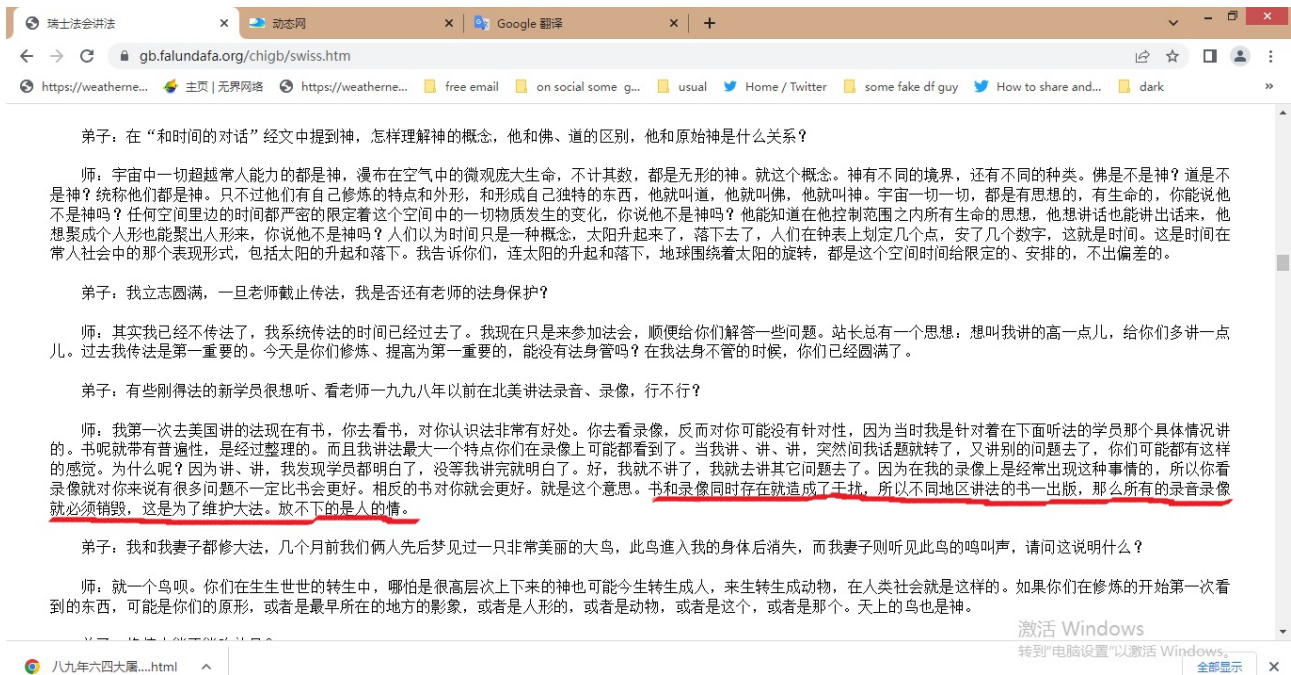 瑞士法会讲法
动态网
Google 翻译
gb.falundafa.org/chigb/swiss.htm
https://weatherne...
主页 | 无界网络
https://weatherne...
free email
on social some g...
usual
Home / Twitter
some fake df guy
How to share and...
dark
弟子：在“和时间的对话”经文中提到神，怎样理解神的概念，他和佛、道的区别，他和原始神是什么关系？
师：宇宙中一切超越常人能力的都是神，漫布在空气中的微观庞大生命，不计其数，都是无形的神。就这个概念。神有不同的境界，还有不同的种类。佛是不是神？道是不
是神？统称他们都是神。只不过他们有自己修炼的特点和外形，和形成自己独特的东西，他就叫道，他就叫佛，他就叫神。宇宙一切一切，都是有思想的，有生命的，你能说他
不是神吗？任何空间里边的时间都严密的限定着这个空间中的一切物质发生的变化，你说他不是神吗？他能知道在他控制范围之内所有生命的思想，他想讲话也能讲出话来，他
想聚成个人形也能聚出人形来，你说他不是神吗？人们以为时间只是一种概念，太阳升起来了，落下去了，人们在钟表上划定几个点，安了几个数字，这就是时间。这是时间在
常人社会中的那个表现形式，包括太阳的升起和落下。我告诉你们，连太阳的升起和落下，地球围绕着太阳的旋转，都是这个空间时间给限定的、安排的，不出偏差的。
弟子：我立志圆满，一旦老师截止传法，我是否还有老师的法身保护？
师：其实我已经不传法了，我系统传法的时间已经过去了。我现在只是来参加法会，顺便给你们解答一些问题。站长总有一个思想：想叫我讲的高一点儿，给你们多讲一点
儿。过去我传法是第一重要的。今天是你们修炼、提高为第一重要的，能没有法身管吗？在我法身不管的时候，你们已经圆满了。
弟子：有些刚得法的新学员很想听、看老师一九九八年以前在北美讲法录音、录像，行不行？
师：我第一次去美国讲的法现在有书，你去看书，对你认识法非常有好处。你去看录像，反而对你可能没有针对性，因为当时我是针对着在下面听法的学员那个具体情况讲
的。书呢就带有普遍性，是经过整理的。而且我讲法最大一个特点你们在录像上可能都看到了。当我讲、讲、讲，突然间我话题就转了，又讲别的问题去了，你们可能都有这样
的感觉。为什么呢？因为讲、讲，我发现学员都明白了，没等我讲完就明白了。好，我就不讲了，我就去讲其它问题去了。因为在我的录像上是经常出现这种事情的，所以你看
录像就对你来说有很多问题不一定比书会更好。相反的书对你就会更好。就是这个意思。书和录像同时存在就造成了干扰，所以不同地区讲法的书一出版，那么所有的录音录像
就必须销毁，这是为了维护大法。放不下的是人的情。
弟子：我和我妻子都修大法，几个月前我们俩人先后梦见过一只非常美丽的大鸟，此鸟進入我的身体后消失，而我妻子则听见此鸟的鸣叫声，请问这说明什么？
师：就一个鸟呗。你们在生生世世的转生中，哪怕是很高层次上下来的神也可能今生转生成人，来生转生成动物，在人类社会就是这样的。如果你们在修炼的开始第一次看
到的东西，可能是你们的原形，或者是最早所在的地方的影象，或者是人形的，或者是动物，或者是这个，或者是那个。天上的鸟也是神。
激活 Windows
转到“电脑设置”以激活 Windows。
八九年六四大屠....html
全部显示